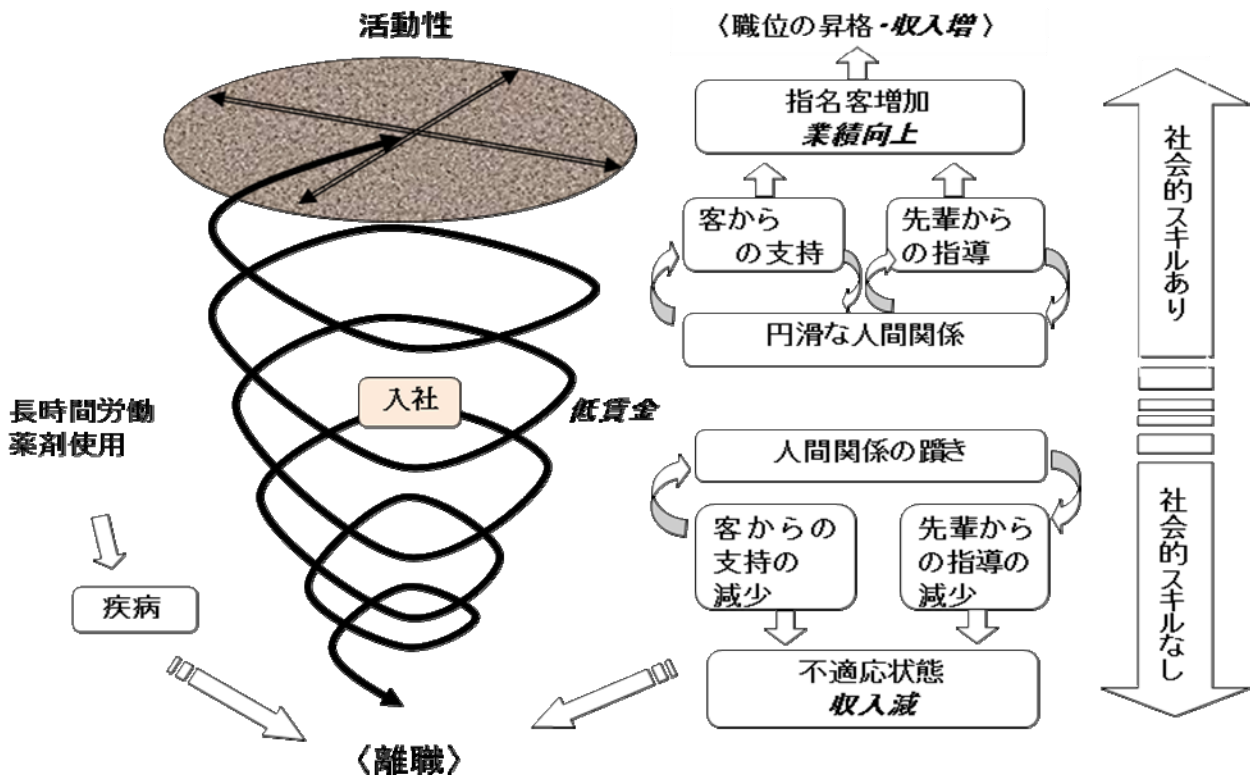 活動性
〈職位の昇格・収入増〉
指名客増加
業績向上
客から
の支持
先輩から
の指導
円滑な人間関係
社会的スキルあり
入社
低賃金
長時間労働
薬剤使用
人間関係の躓き
客からの
支持の
減少
先輩から
の指導の
減少
社会的スキルなし
疾病
不適応状態
収入減
〈離職〉